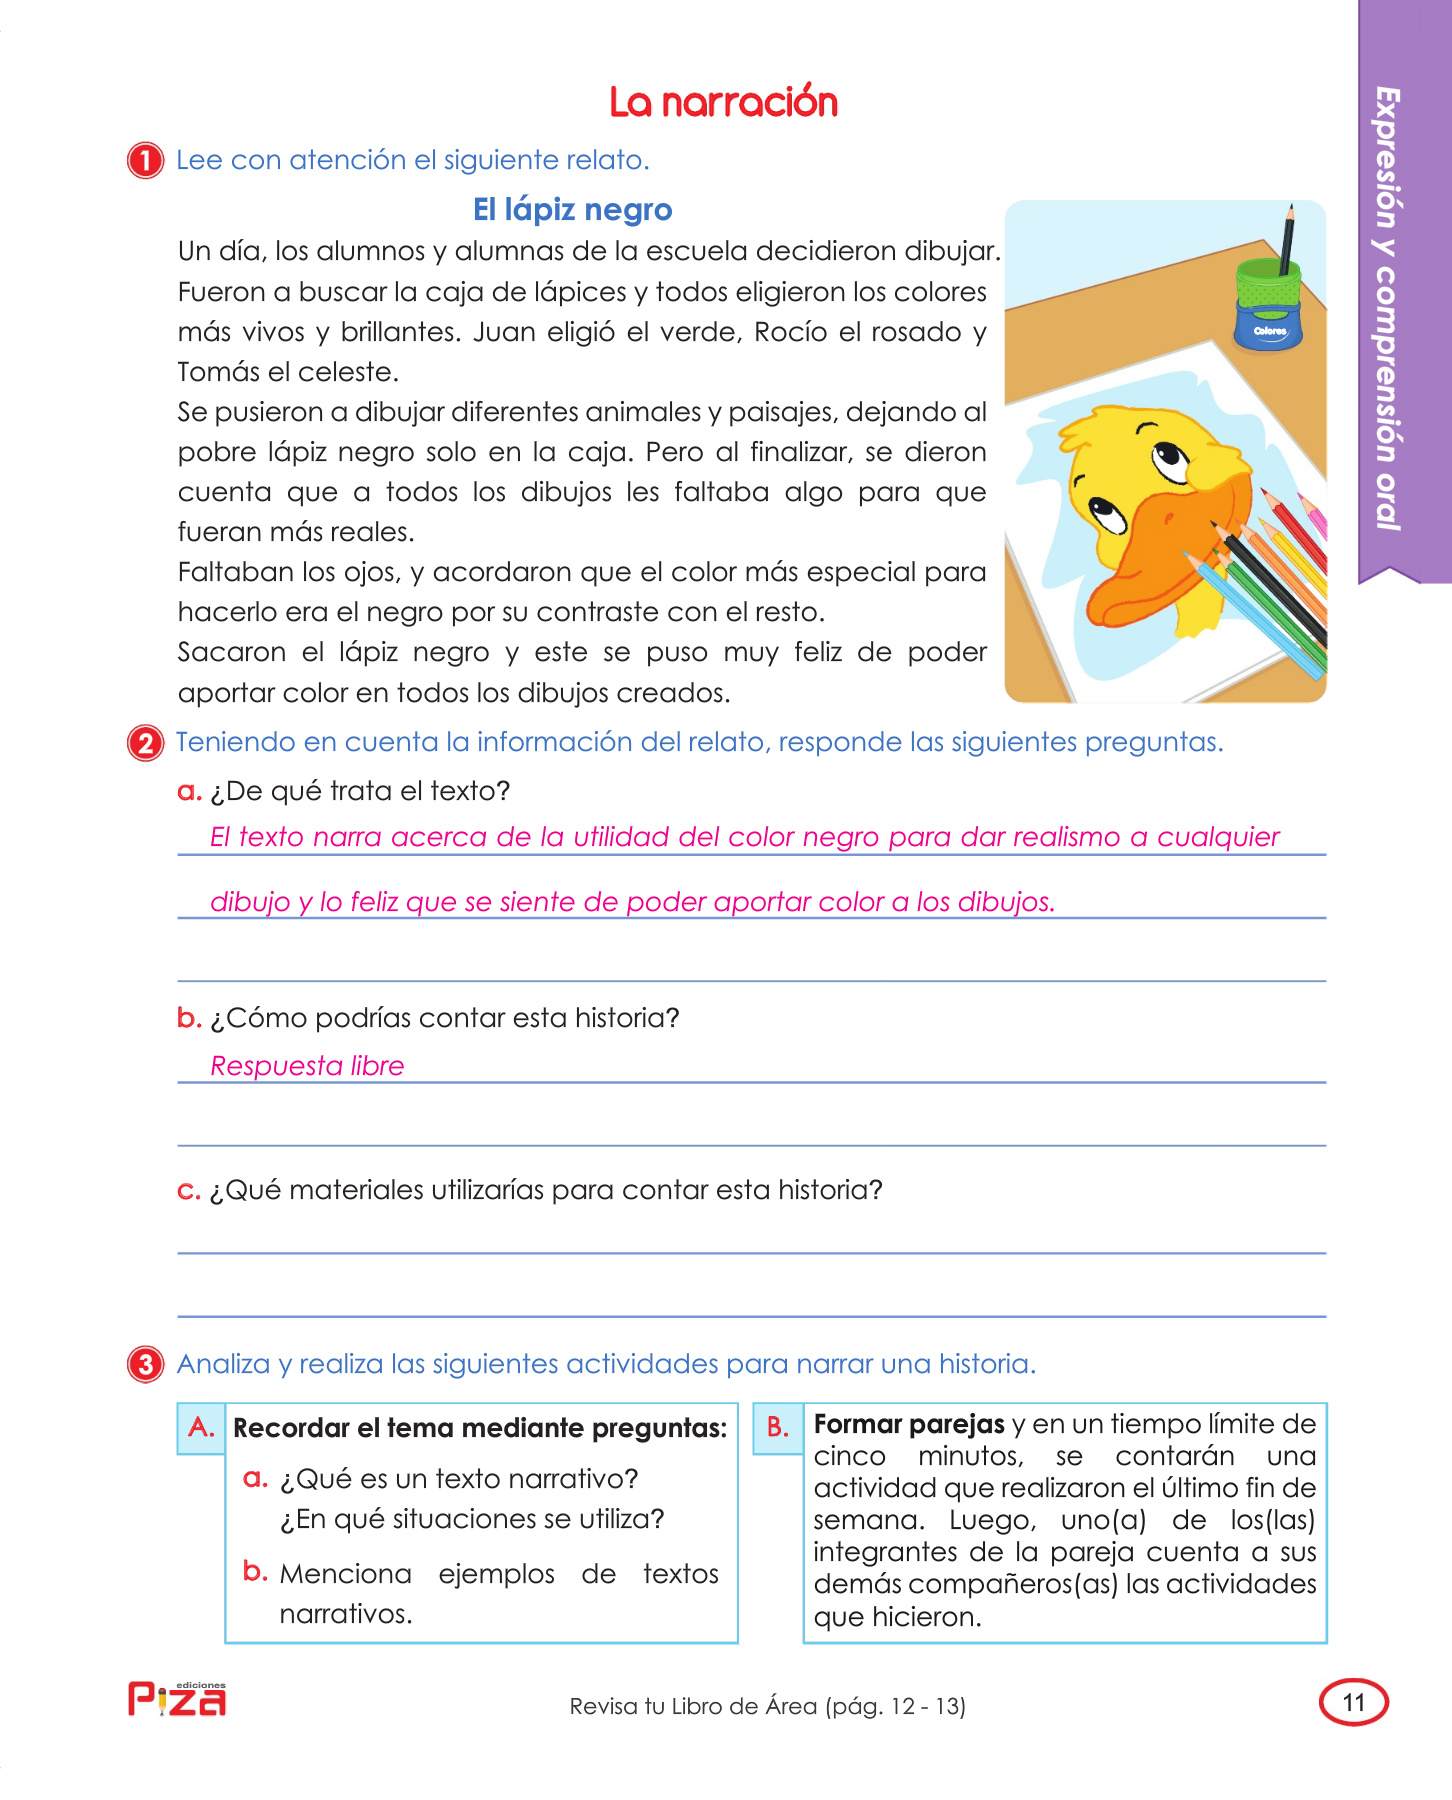 La narración
1 Lee con atención el siguiente relato.
El lápiz negro
Un día, los alumnos y alumnas de la escuela decidieron dibujar.
Fueron a buscar la caja de lápices y todos eligieron los colores
más vivos y brillantes. Juan eligió el verde, Rocío el rosado y
Tomás el celeste.
Se pusieron a dibujar diferentes animales y paisajes, dejando al
pobre lápiz negro solo en la caja. Pero al finalizar, se dieron
cuenta que a todos los dibujos les faltaba algo para que
fueran más reales.
Faltaban los ojos, y acordaron que el color más especial para
hacerlo era el negro por su contraste con el resto.
Sacaron el lápiz negro y este se puso muy feliz de poder
aportar color en todos los dibujos creados.
Colores
Expresión y comprensión oral
2 Teniendo en cuenta la información del relato, responde las siguientes preguntas.
a. ¿De qué trata el texto?
El texto narra acerca de la utilidad del color negro para dar realismo a cualquier
dibujo y lo feliz que se siente de poder aportar color a los dibujos.
b. ¿Cómo podrías contar esta historia?
Respuesta libre
c. ¿Qué materiales utilizarías para contar esta historia?
3 Analiza y realiza las siguientes actividades para narrar una historia.
A. Recordar el tema mediante preguntas:
a. ¿Qué es un texto narrativo?
¿En qué situaciones se utiliza?
b. Menciona ejemplos de textos
narrativos.
B. Formar parejas y en un tiempo límite de
cinco minutos, se contarán una
actividad que realizaron el último fin de
semana. Luego, uno(a) de los(las)
integrantes de la pareja cuenta a sus
demás compañeros(as) las actividades
que hicieron.
ediciones
Piza
Revisa tu Libro de Área (pág. 12 - 13)
11